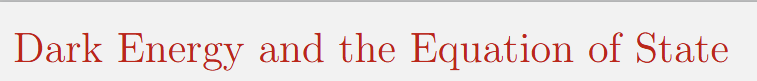 Dark Energy and the Equation of State